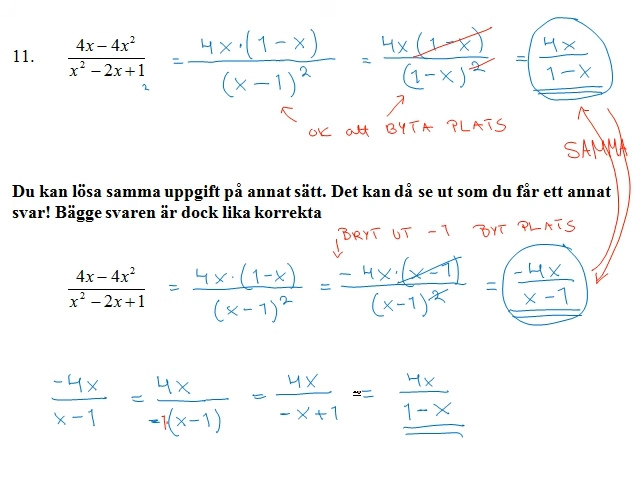 11. (4x − 4x²)/(x² − 2x + 1) = 4x·(1−x)/(x−1)² = 4x(1−x)/(1−x)² = 4x/(1−x)
2
OK att BYTA PLATS
SAMMA
Du kan lösa samma uppgift på annat sätt. Det kan då se ut som du får ett annat
svar! Bägge svaren är dock lika korrekta
BRYT UT -1 BYT PLATS
(4x − 4x²)/(x² − 2x + 1) = 4x·(1−x)/(x−1)² = −4x·(x−1)/(x−1)² = −4x/(x−1)
−4x/(x−1) = 4x/(−1(x−1)) = 4x/(−x+1) = 4x/(1−x)